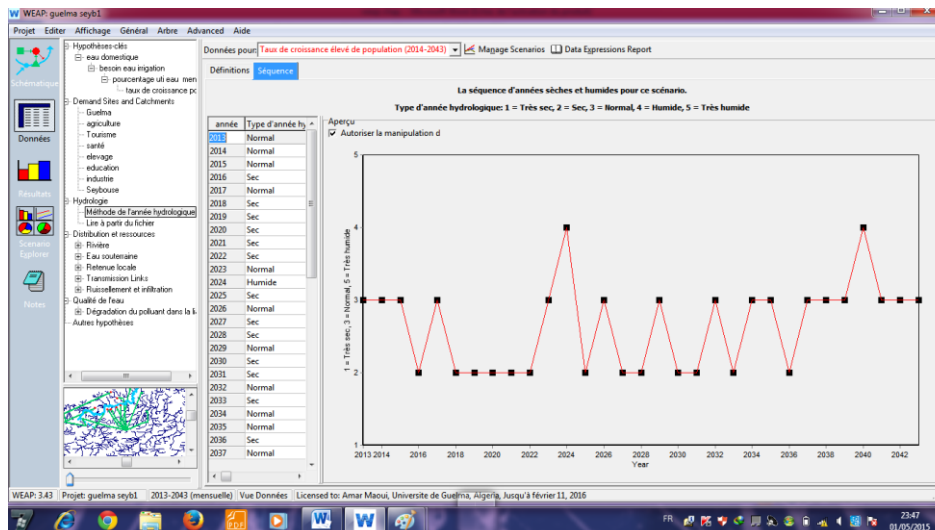 WEAP: guelma seyb1
Projet Editer Affichage Général Arbre Advanced Aide
Schématique
Données
Résultats
Scenario Explorer
Notes
Hypothèses-clés
eau domestique
besoin eau irrigation
pourcentage uti eau men
taux de croissance pc
Demand Sites and Catchments
Guelma
agriculture
Tourisme
santé
elevage
education
industrie
Seybouse
Hydrologie
Méthode de l'année hydrologique
Lire à partir du fichier
Distribution et ressources
Rivière
Eau souterraine
Retenue locale
Transmission Links
Ruissellement et infiltration
Qualité de l'eau
Dégradation du polluant dans la li
Autres hypothèses
Données pour: Taux de croissance élevé de population (2014-2043) Manage Scenarios Data Expressions Report
Définitions Séquence
La séquence d'années sèches et humides pour ce scénario.
Type d'année hydrologique: 1 = Très sec, 2 = Sec, 3 = Normal, 4 = Humide, 5 = Très humide
année Type d'année hy
2013 Normal
2014 Normal
2015 Normal
2016 Sec
2017 Normal
2018 Sec
2019 Sec
2020 Sec
2021 Sec
2022 Sec
2023 Normal
2024 Humide
2025 Sec
2026 Normal
2027 Sec
2028 Sec
2029 Normal
2030 Sec
2031 Sec
2032 Normal
2033 Sec
2034 Normal
2035 Normal
2036 Sec
2037 Normal
Aperçu
Autoriser la manipulation d
1 = Très sec, 3 = Normal, 5 = Très humide
5
4
3
2
1
2013 2014 2016 2018 2020 2022 2024 2026 2028 2030 2032 2034 2036 2038 2040 2042
Year
WEAP: 3.43 Projet: guelma seyb1 2013-2043 (mensuelle) Vue Données Licensed to: Amar Maoui, Universite de Guelma, Algeria, Jusqu'à février 11, 2016
PDF
FR
23:47
01/05/2015